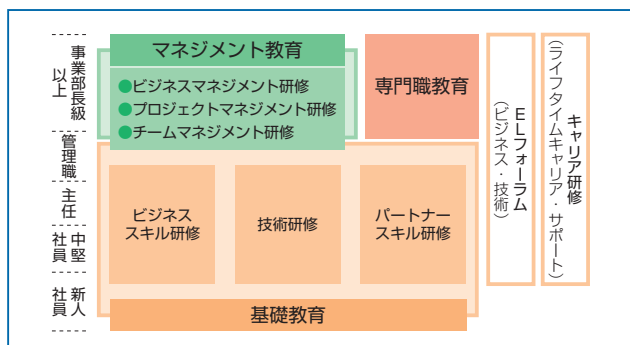 事業部長級
以上
管理職
主任
中堅
社員
新人
社員
マネジメント教育
●ビジネスマネジメント研修
●プロジェクトマネジメント研修
●チームマネジメント研修
専門職教育
ビジネス
スキル研修
技術研修
パートナー
スキル研修
基礎教育
ELフォーラム
(ビジネス・技術)
キャリア研修
(ライフタイムキャリア・サポート)